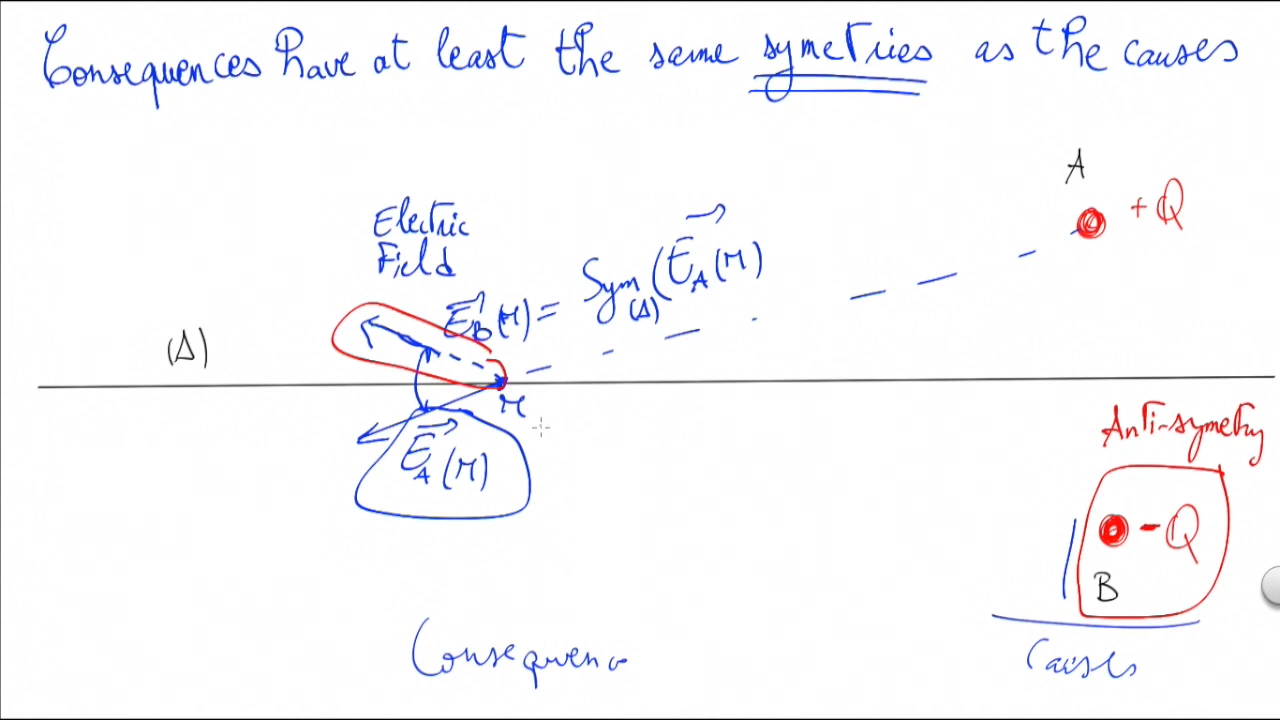 Consequences have at least the same symetries as the causes
A
+ Q
Electric
Field
E_B(M) = Sym_(Δ) (E_A(M)
(Δ)
M
E_A(M)
Anti-symetry
- Q
B
Consequenc
Causes